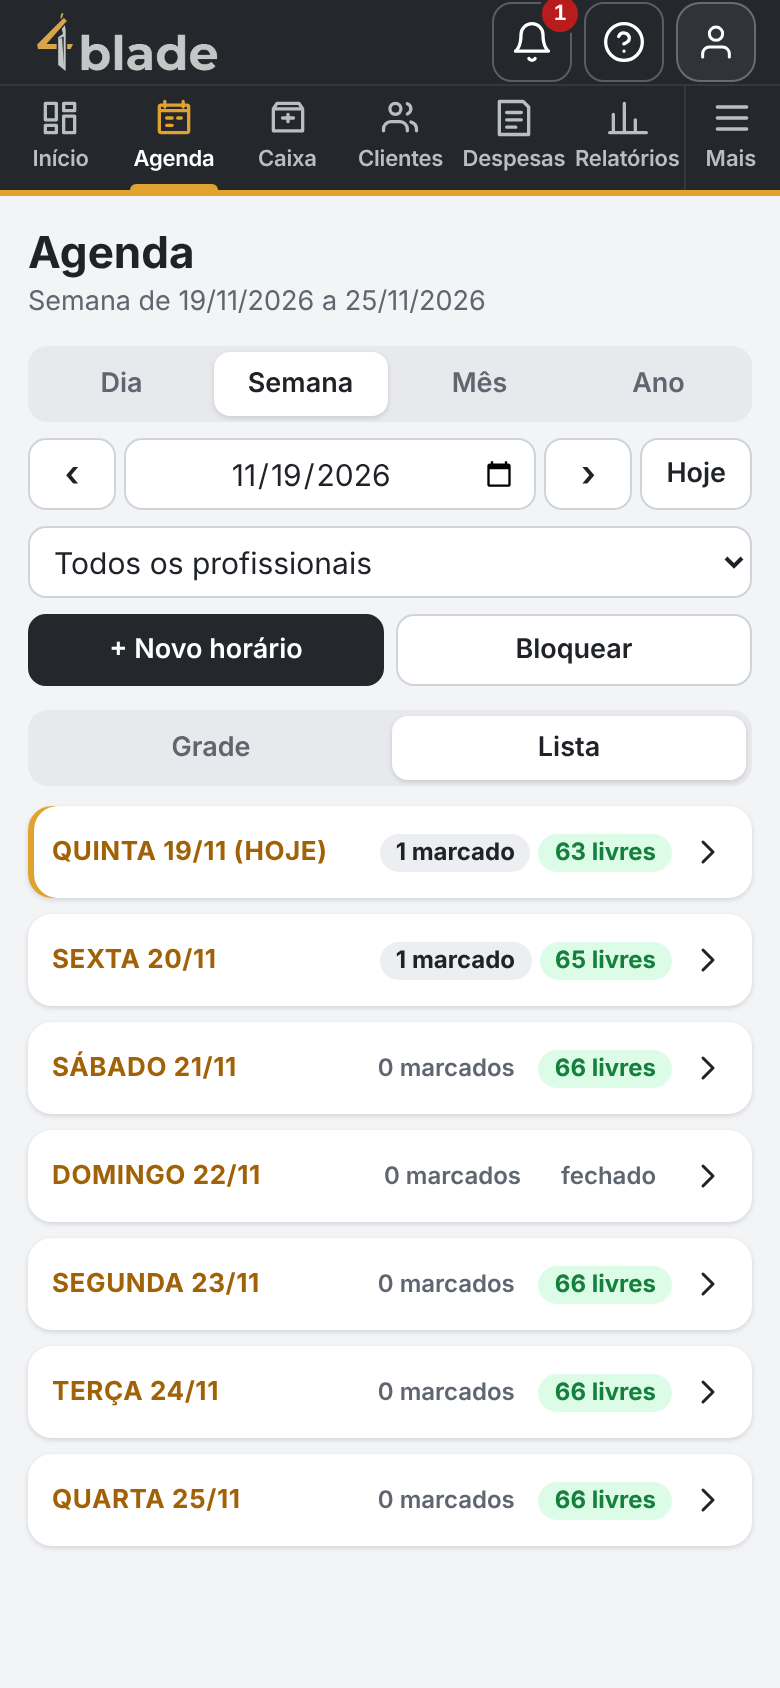 4blade
1
Início
Agenda
Caixa
Clientes
Despesas
Relatórios
Mais
Agenda
Semana de 19/11/2026 a 25/11/2026
Dia
Semana
Mês
Ano
‹
11/19/2026
›
Hoje
Todos os profissionais
+ Novo horário
Bloquear
Grade
Lista
QUINTA 19/11 (HOJE) 1 marcado 63 livres
SEXTA 20/11 1 marcado 65 livres
SÁBADO 21/11 0 marcados 66 livres
DOMINGO 22/11 0 marcados fechado
SEGUNDA 23/11 0 marcados 66 livres
TERÇA 24/11 0 marcados 66 livres
QUARTA 25/11 0 marcados 66 livres